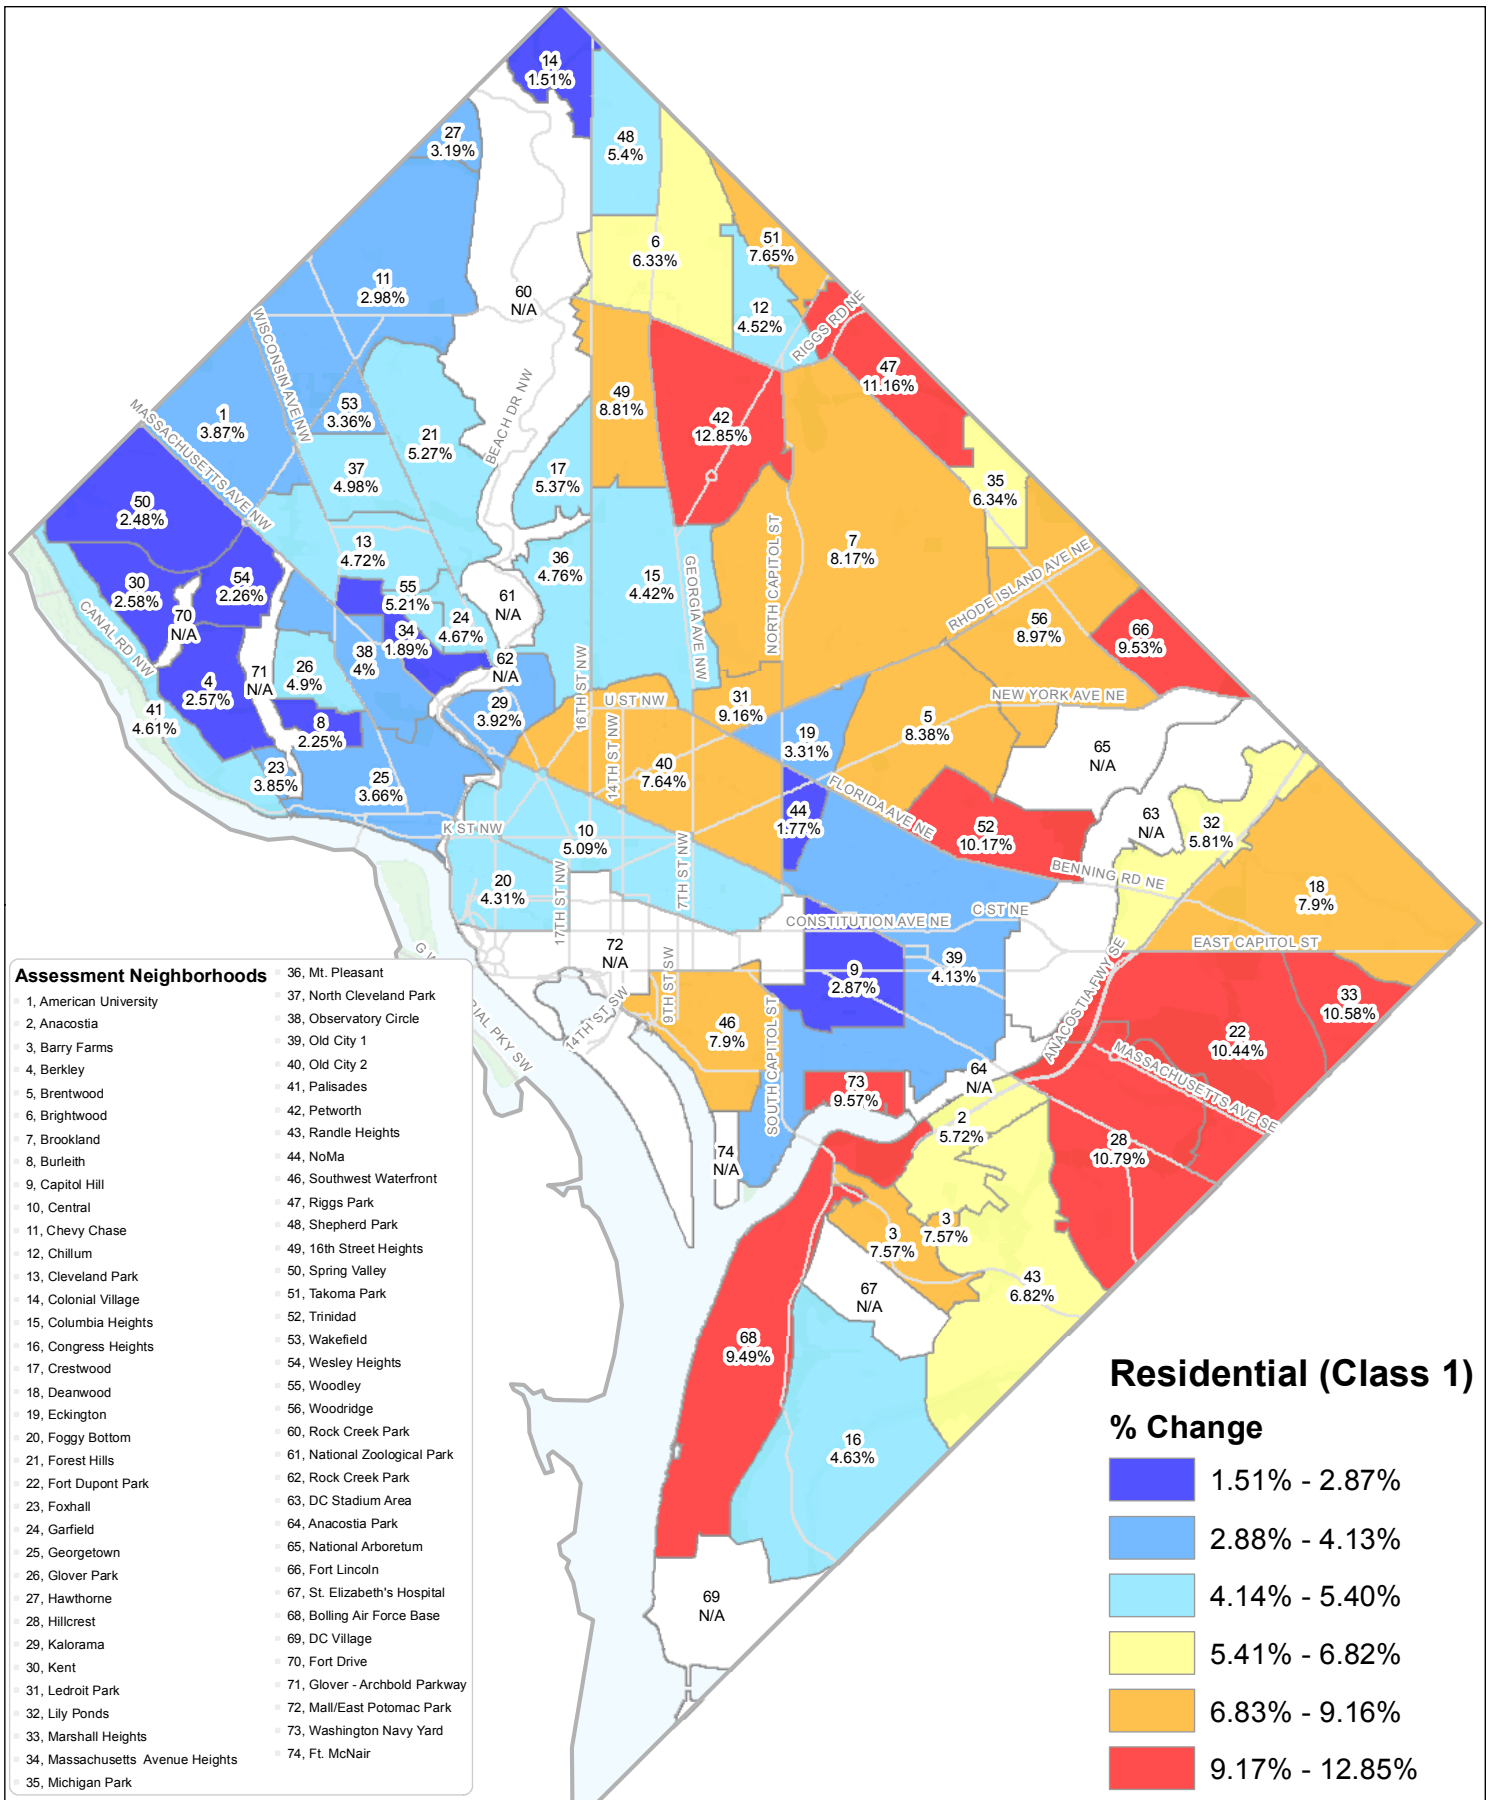 14
1.51%
27
3.19%
48
5.4%
6
6.33%
51
7.65%
11
2.98%
60
N/A
12
4.52%
RIGGS RD NE
WISCONSIN AVE NW
47
11.16%
49
8.81%
53
3.36%
1
3.87%
MASSACHUSETTS AVE NW
42
12.85%
21
5.27%
BEACH DR NW
17
5.37%
37
4.98%
35
6.34%
50
2.48%
13
4.72%
36
4.76%
NORTH CAPITOL ST
7
8.17%
RHODE ISLAND AVE NE
GEORGIA AVE NW
15
4.42%
54
2.26%
30
2.58%
55
5.21%
61
N/A
70
N/A
CANAL RD NW
24
4.67%
34
1.89%
56
8.97%
66
9.53%
38
4%
62
N/A
26
4.9%
71
N/A
4
2.57%
16TH ST NW
U ST NW
31
9.16%
NEW YORK AVE NE
29
3.92%
41
4.61%
8
2.25%
19
3.31%
5
8.38%
65
N/A
14TH ST NW
40
7.64%
23
3.85%
25
3.66%
FLORIDA AVE NE
44
1.77%
K ST NW
10
5.09%
52
10.17%
63
N/A
32
5.81%
7TH ST NW
BENNING RD NE
20
4.31%
17TH ST NW
18
7.9%
CONSTITUTION AVE NE
C ST NE
EAST CAPITOL ST
72
N/A
G W
9TH ST SW
39
4.13%
9
2.87%
ANACOSTIA FWY SE
33
10.58%
14TH ST SW
SOUTH CAPITOL ST
46
7.9%
22
10.44%
RIAL PKY SW
MASSACHUSETTS AVE SE
64
N/A
73
9.57%
2
5.72%
28
10.79%
74
N/A
3
7.57%
3
7.57%
43
6.82%
67
N/A
68
9.49%
16
4.63%
69
N/A
Assessment Neighborhoods
1, American University
2, Anacostia
3, Barry Farms
4, Berkley
5, Brentwood
6, Brightwood
7, Brookland
8, Burleith
9, Capitol Hill
10, Central
11, Chevy Chase
12, Chillum
13, Cleveland Park
14, Colonial Village
15, Columbia Heights
16, Congress Heights
17, Crestwood
18, Deanwood
19, Eckington
20, Foggy Bottom
21, Forest Hills
22, Fort Dupont Park
23, Foxhall
24, Garfield
25, Georgetown
26, Glover Park
27, Hawthorne
28, Hillcrest
29, Kalorama
30, Kent
31, Ledroit Park
32, Lily Ponds
33, Marshall Heights
34, Massachusetts Avenue Heights
35, Michigan Park
36, Mt. Pleasant
37, North Cleveland Park
38, Observatory Circle
39, Old City 1
40, Old City 2
41, Palisades
42, Petworth
43, Randle Heights
44, NoMa
46, Southwest Waterfront
47, Riggs Park
48, Shepherd Park
49, 16th Street Heights
50, Spring Valley
51, Takoma Park
52, Trinidad
53, Wakefield
54, Wesley Heights
55, Woodley
56, Woodridge
60, Rock Creek Park
61, National Zoological Park
62, Rock Creek Park
63, DC Stadium Area
64, Anacostia Park
65, National Arboretum
66, Fort Lincoln
67, St. Elizabeth's Hospital
68, Bolling Air Force Base
69, DC Village
70, Fort Drive
71, Glover - Archbold Parkway
72, Mall/East Potomac Park
73, Washington Navy Yard
74, Ft. McNair
Residential (Class 1)
% Change
1.51% - 2.87%
2.88% - 4.13%
4.14% - 5.40%
5.41% - 6.82%
6.83% - 9.16%
9.17% - 12.85%